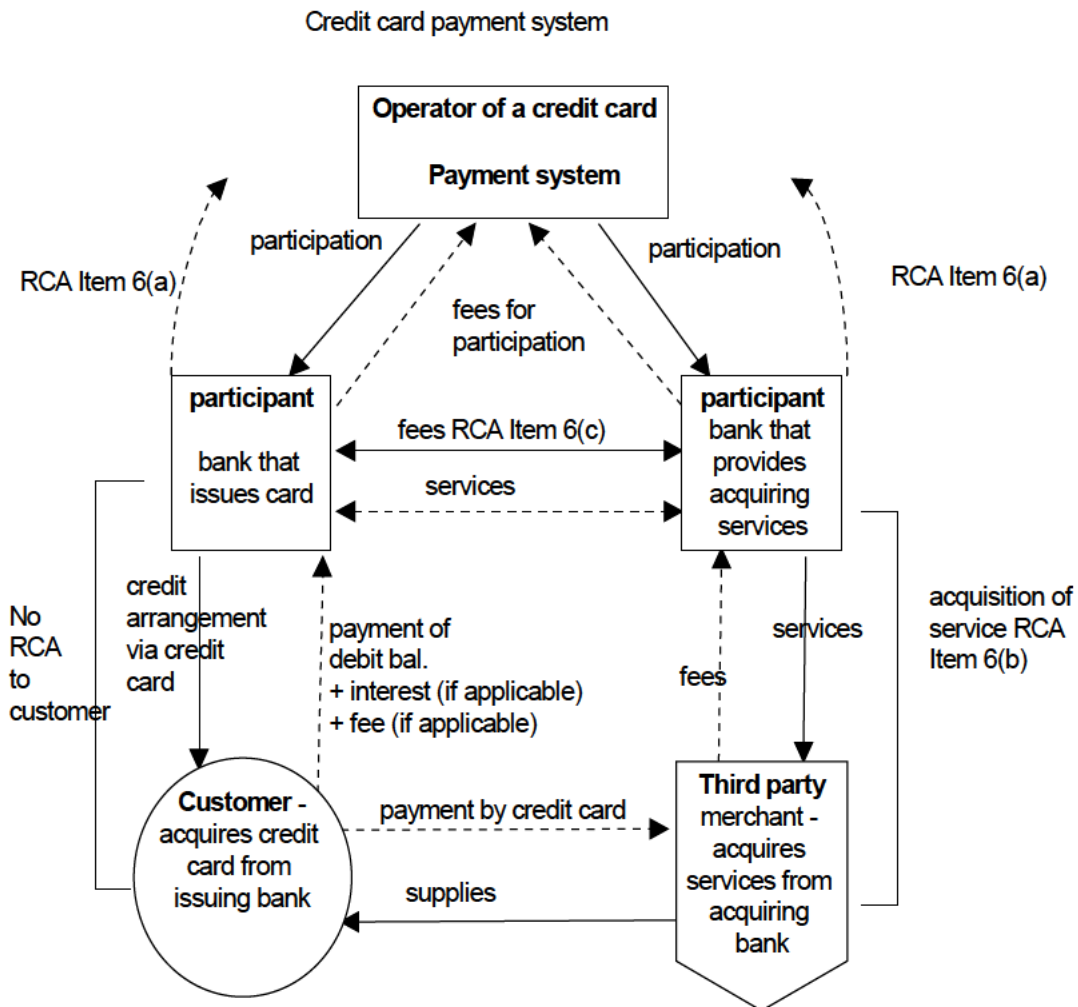 Credit card payment system
Operator of a credit card
Payment system
participation
participation
RCA Item 6(a)
RCA Item 6(a)
fees for
participation
participant
bank that
issues card
fees RCA Item 6(c)
services
participant
bank that
provides
acquiring
services
No
RCA
to
customer
credit
arrangement
via credit
card
payment of
debit bal.
+ interest (if applicable)
+ fee (if applicable)
fees
services
acquisition of
service RCA
Item 6(b)
Customer -
acquires credit
card from
issuing bank
payment by credit card
supplies
Third party
merchant -
acquires
services from
acquiring
bank